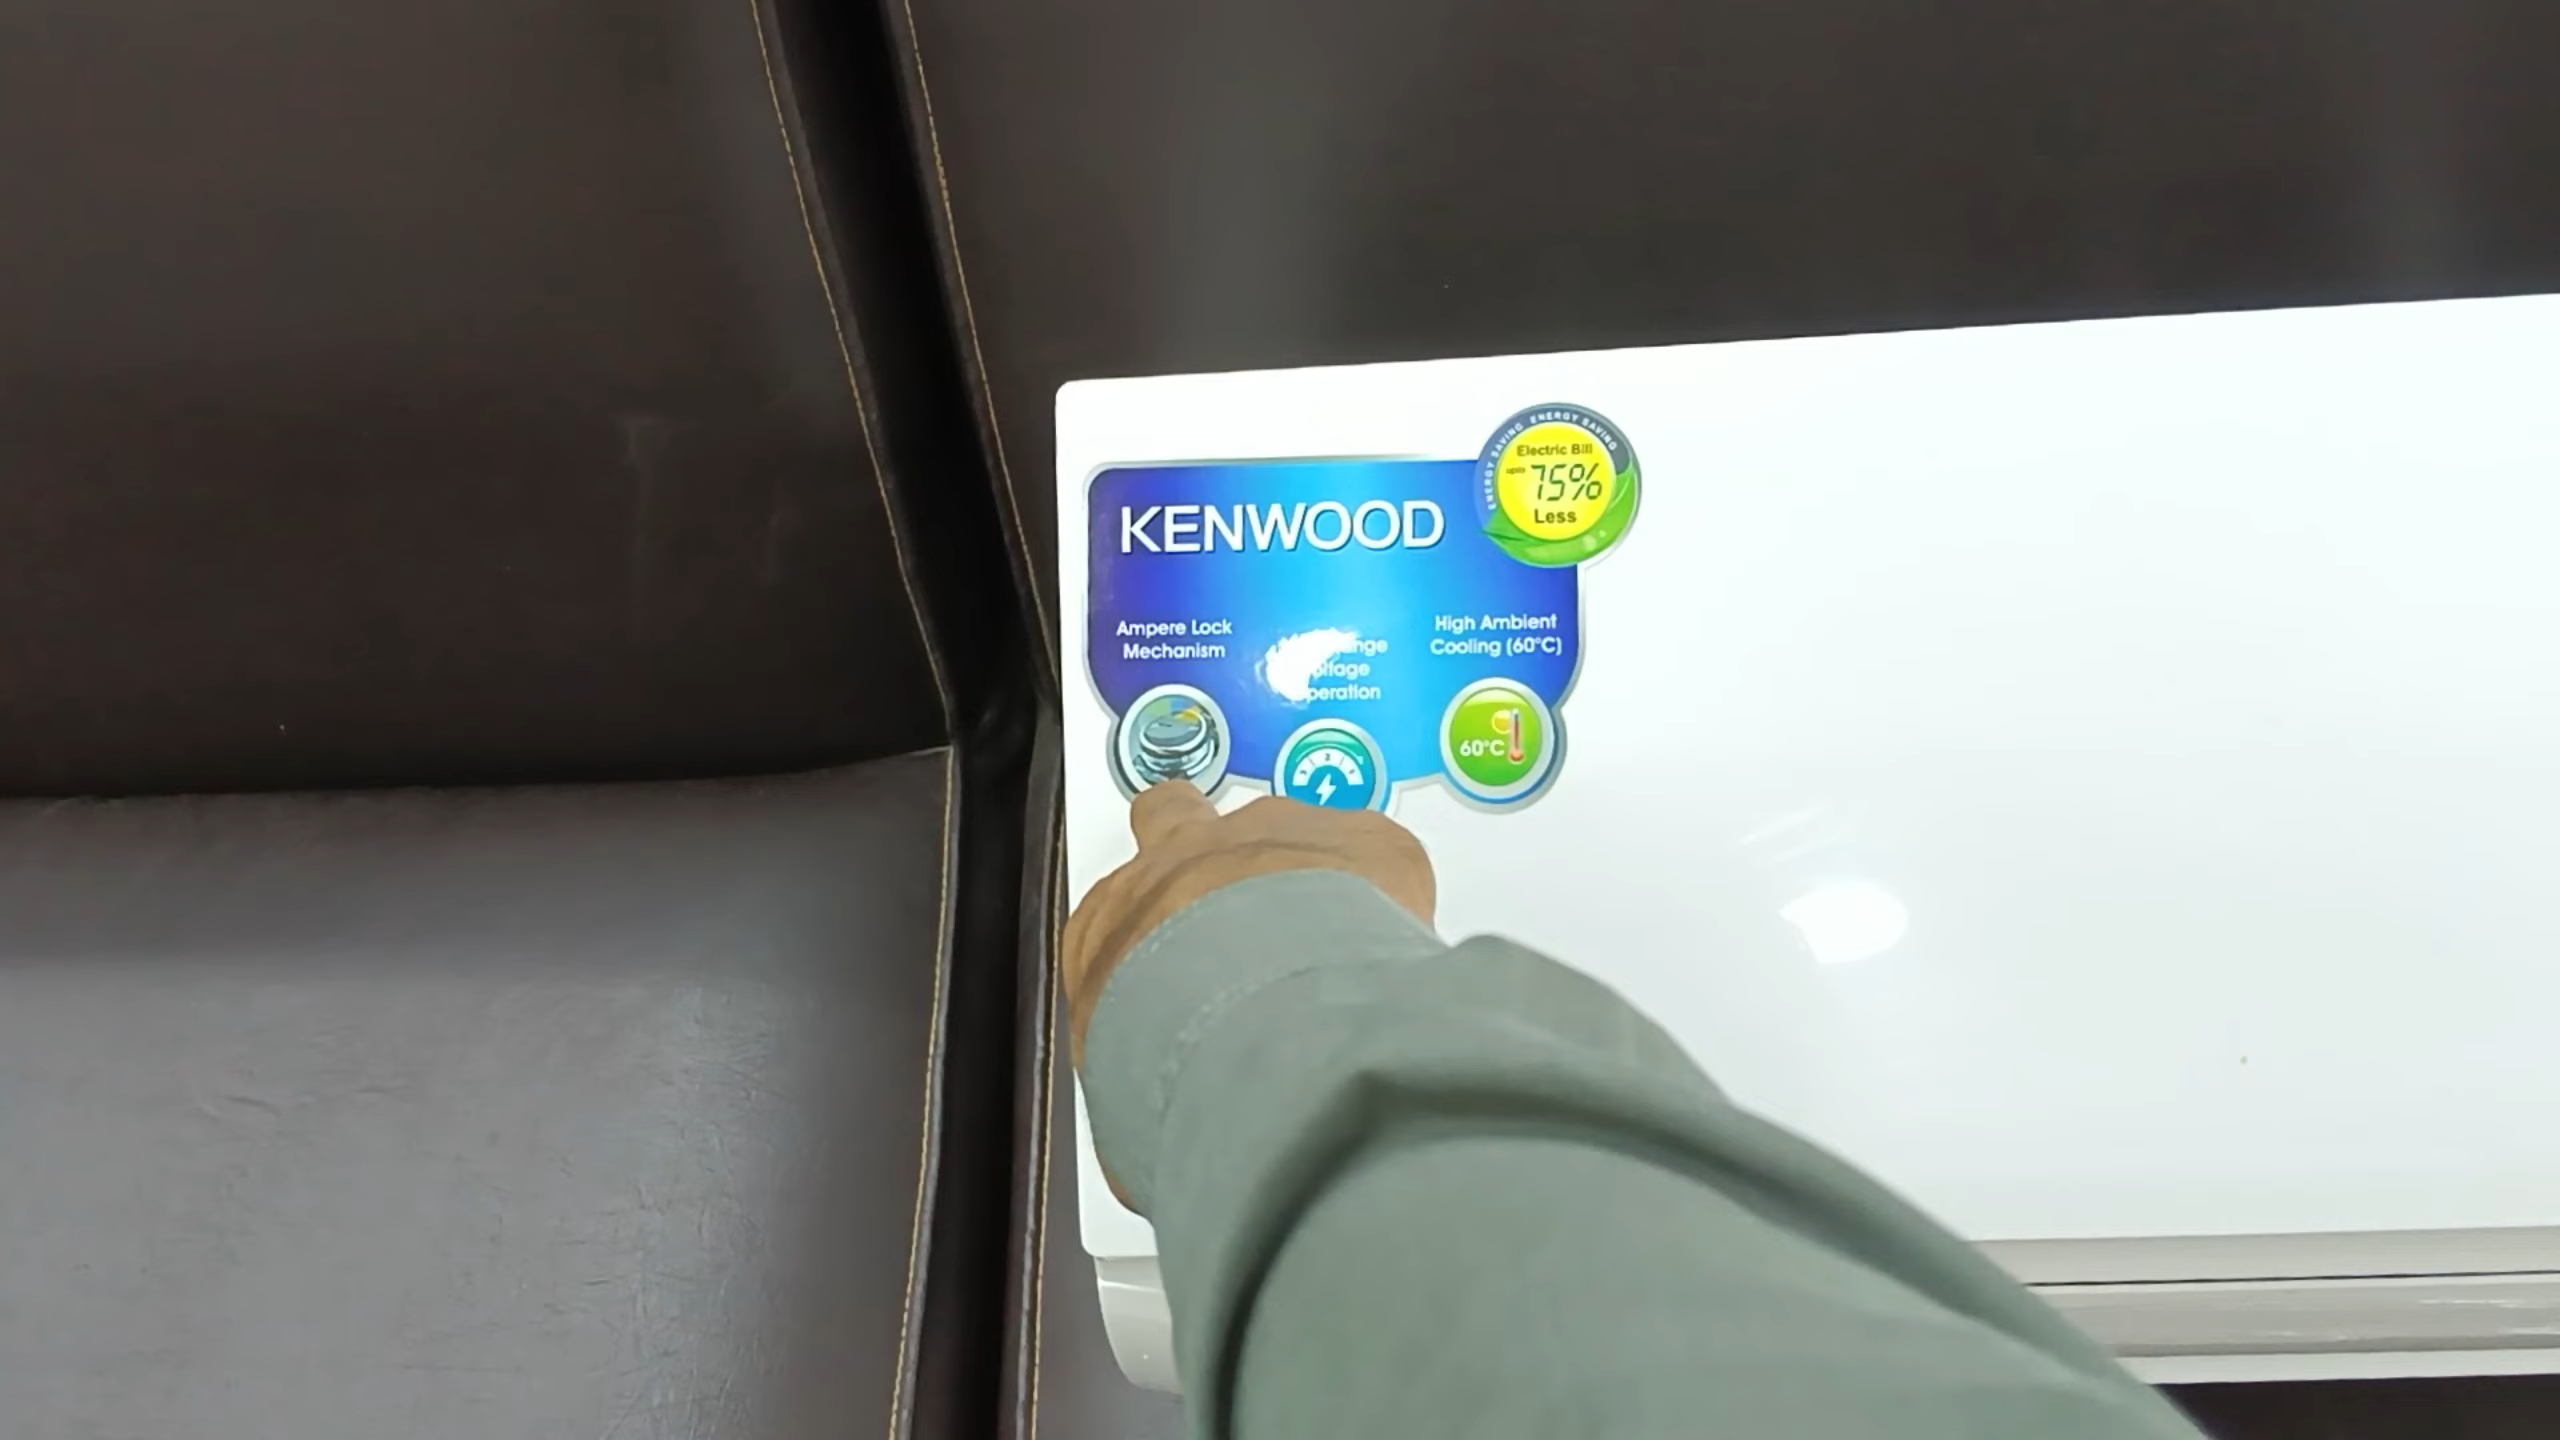 ENERGY SAVING ENERGY SAVING
Electric Bill
upto 75%
Less
KENWOOD
Ampere Lock
Mechanism
High Ambient
Cooling (60°C)
60°C